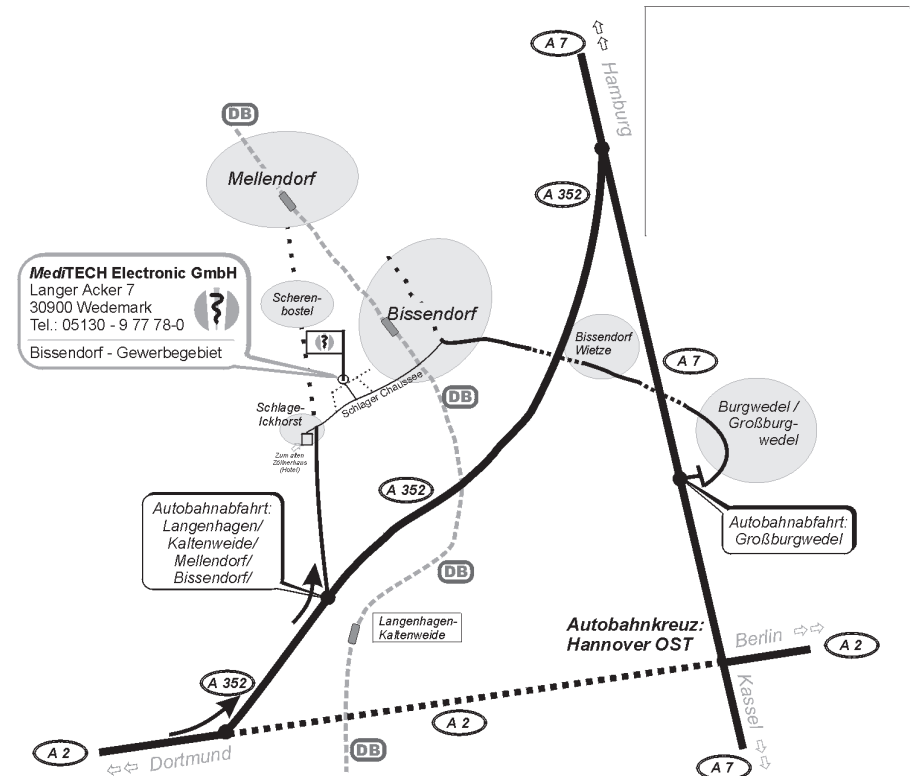 A 7
Hamburg
DB
Mellendorf
A 352
MediTECH Electronic GmbH
Langer Acker 7
30900 Wedemark
Tel.: 05130 - 9 77 78-0
Bissendorf - Gewerbegebiet
Scheren-
bostel
Bissendorf
Bissendorf
Wietze
A 7
Schlager Chaussee
DB
Schlage-
Ickhorst
Zum alten
Zöllnerhaus
(Hotel)
Burgwedel /
Großburg-
wedel
A 352
Autobahnabfahrt:
Langenhagen/
Kaltenweide/
Mellendorf/
Bissendorf/
Autobahnabfahrt:
Großburgwedel
DB
Langenhagen-
Kaltenweide
Autobahnkreuz:
Hannover OST
Berlin
A 2
A 352
Kassel
A 2
A 2
Dortmund
DB
A 7